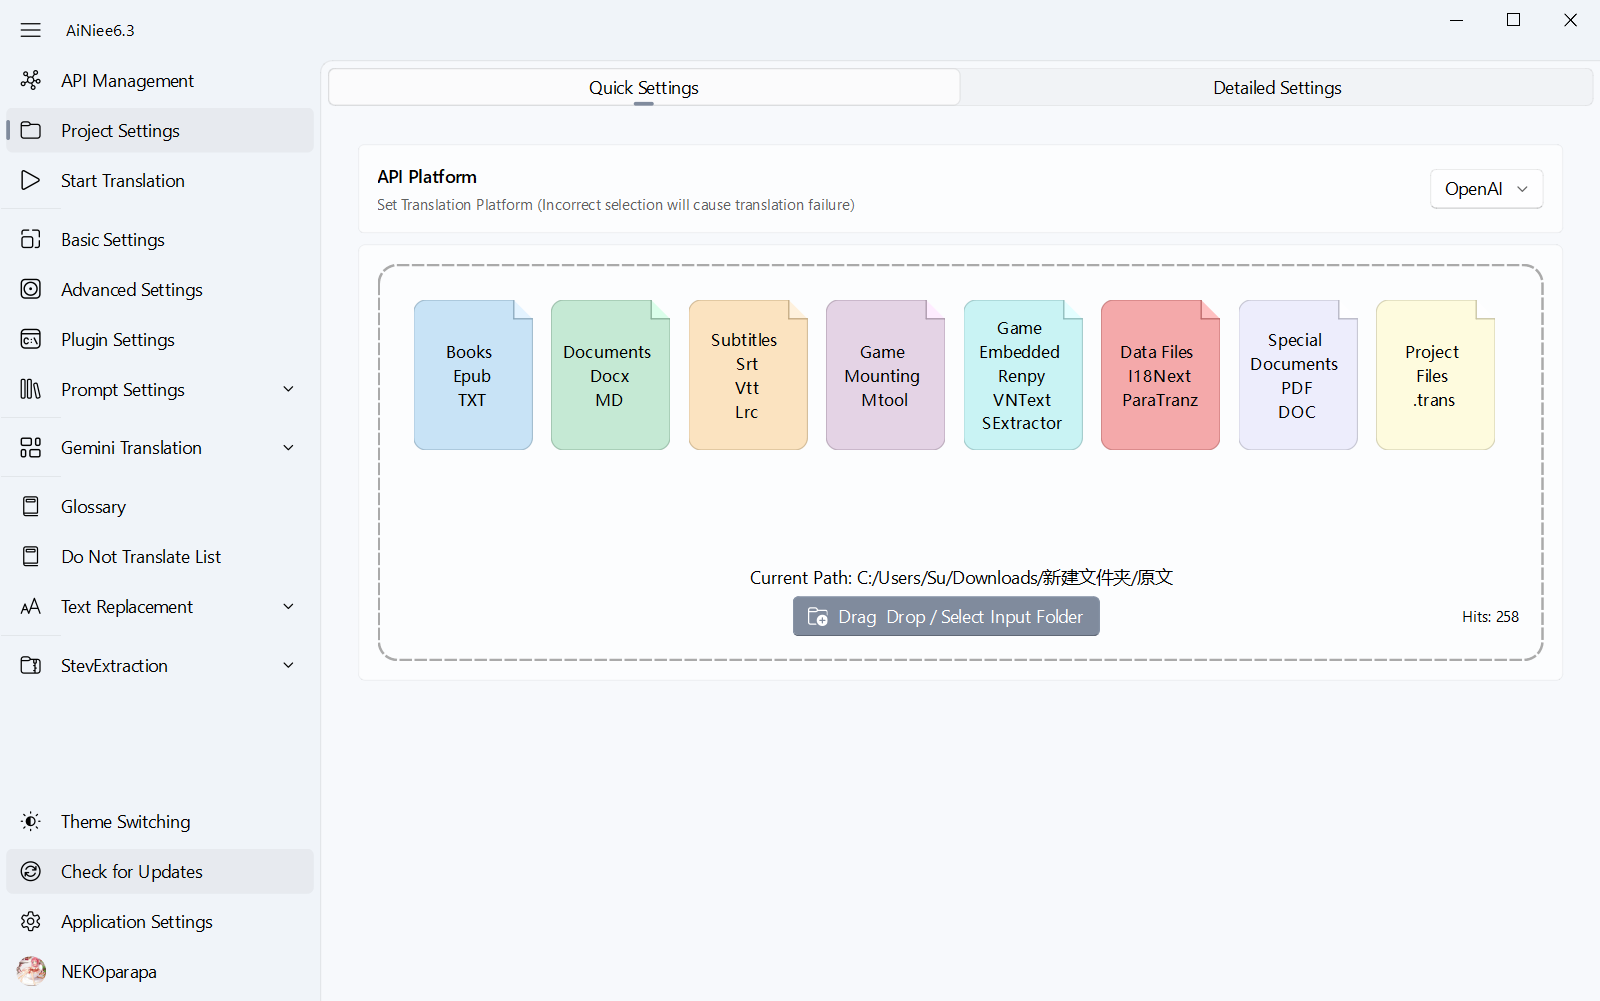 AiNiee6.3
API Management
Project Settings
Start Translation
Basic Settings
Advanced Settings
Plugin Settings
Prompt Settings
Gemini Translation
Glossary
Do Not Translate List
Text Replacement
StevExtraction
Theme Switching
Check for Updates
Application Settings
NEKOparapa
Quick Settings
Detailed Settings
API Platform
Set Translation Platform (Incorrect selection will cause translation failure)
OpenAI
Books
Epub
TXT
Documents
Docx
MD
Subtitles
Srt
Vtt
Lrc
Game
Mounting
Mtool
Game
Embedded
Renpy
VNText
SExtractor
Data Files
I18Next
ParaTranz
Special
Documents
PDF
DOC
Project
Files
.trans
Current Path: C:/Users/Su/Downloads/新建文件夹/原文
Drag  Drop / Select Input Folder
Hits: 258